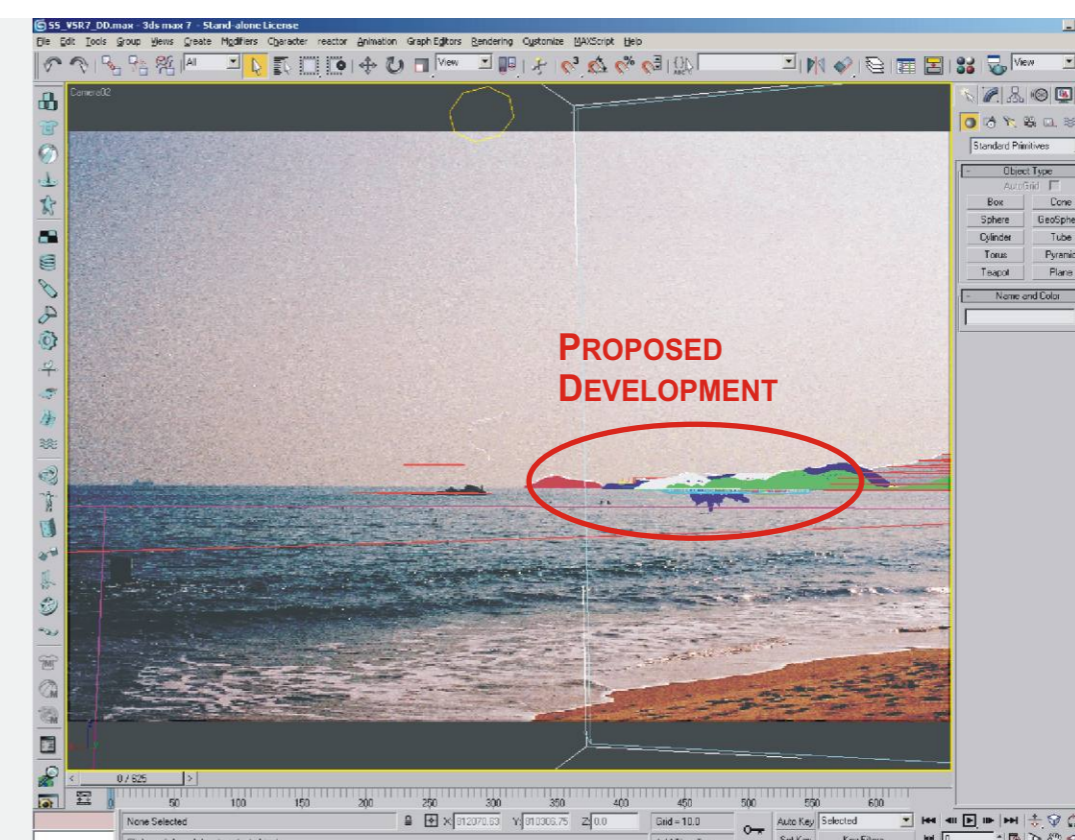 S5_VSR7_DD.max - 3ds max 7 - Stand-alone License
File Edit Tools Group Views Create Modifiers Character reactor Animation Graph Editors Rendering Customize MAXScript Help
All View View
Camera02
Standard Primitives
- Object Type
AutoGrid
Box Cone
Sphere GeoSphe
Cylinder Tube
Torus Pyramid
Teapot Plane
- Name and Color
PROPOSED
DEVELOPMENT
< 0 / 625 >
0 50 100 150 200 250 300 350 400 450 500 550 600
None Selected X: Y: Z: 0.0 Grid = 10.0 Auto Key Selected
Set Key Key Filters